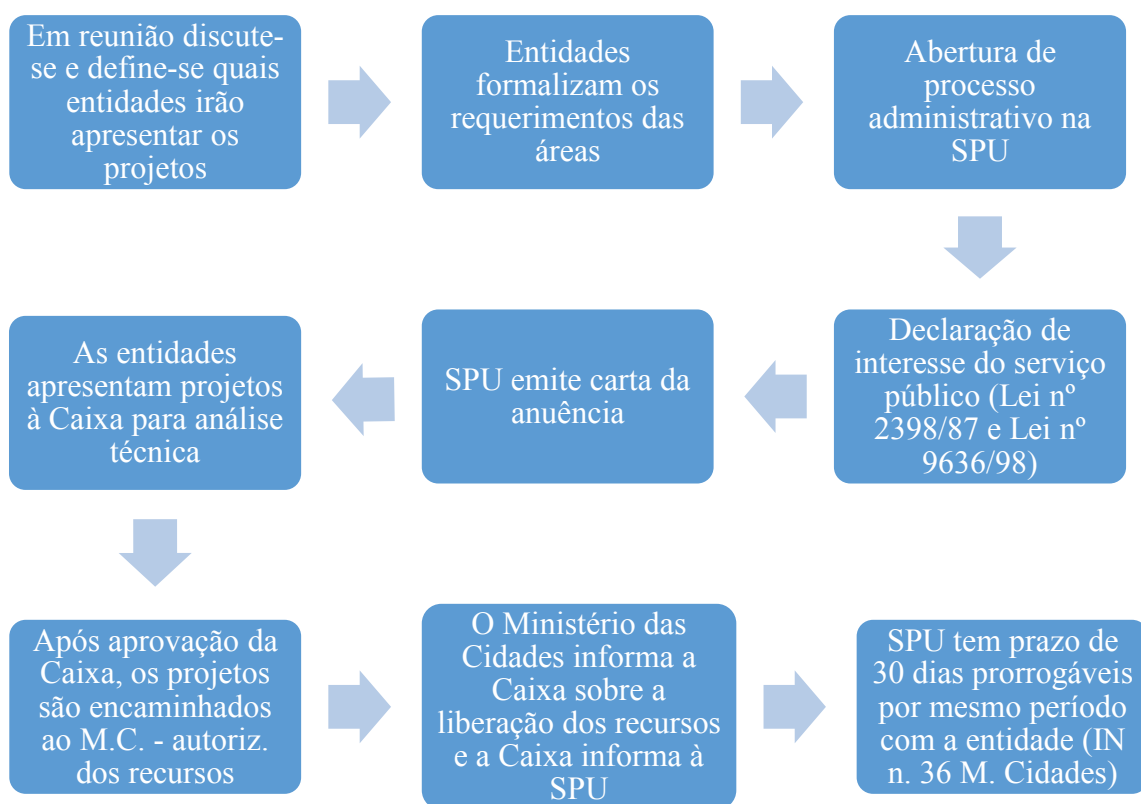 Em reunião discute-
se e define-se quais
entidades irão
apresentar os
projetos
Entidades
formalizam os
requerimentos das
áreas
Abertura de
processo
administrativo na
SPU
Declaração de
interesse do serviço
público (Lei nº
2398/87 e Lei nº
9636/98)
SPU emite carta da
anuência
As entidades
apresentam projetos
à Caixa para análise
técnica
Após aprovação da
Caixa, os projetos
são encaminhados
ao M.C. - autoriz.
dos recursos
O Ministério das
Cidades informa a
Caixa sobre a
liberação dos recursos
e a Caixa informa à
SPU
SPU tem prazo de
30 dias prorrogáveis
por mesmo período
com a entidade (IN
n. 36 M. Cidades)